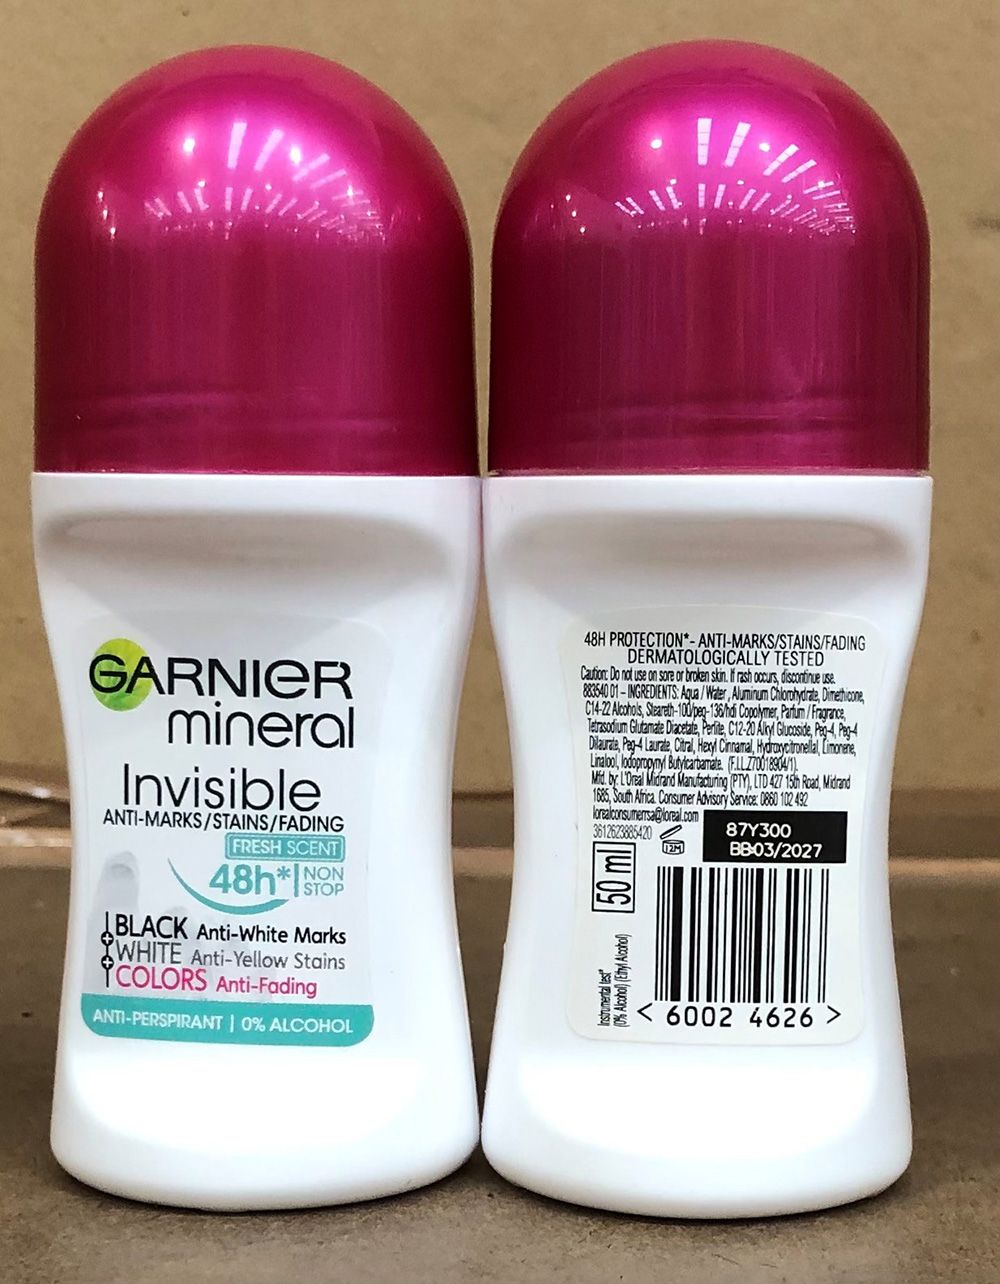 GARNIER
mineral
Invisible
ANTI-MARKS/STAINS/FADING
FRESH SCENT
48h* NON
STOP
BLACK Anti-White Marks
WHITE Anti-Yellow Stains
COLORS Anti-Fading
ANTI-PERSPIRANT | 0% ALCOHOL
48H PROTECTION* - ANTI-MARKS/STAINS/FADING
DERMATOLOGICALLY TESTED
Caution: Do not use on sore or broken skin. If rash occurs, discontinue use.
883540 01 – INGREDIENTS: Aqua / Water, Aluminum Chlorohydrate, Dimethicone,
C14-22 Alcohols, Steareth-100/peg-136/hdi Copolymer, Parfum / Fragrance,
Tetrasodium Glutamate Diacetate, Perlite, C12-20 Alkyl Glucoside, Peg-4, Peg-4
Dilaurate, Peg-4 Laurate, Citral, Hexyl Cinnamal, Hydroxycitronellal, Limonene,
Linalool, Iodopropynyl Butylcarbamate. (F.I.L Z70018904/1).
Mfd. by: L'Oreal Midrand Manufacturing (PTY), LTD 427 15th Road, Midrand
1685, South Africa. Consumer Advisory Service: 0860 102 492
lorealconsumerrsa@loreal.com
3612623885420
12M
87Y300
BB:03/2027
50 ml
Instrumental test*
(0% Alcohol) (Ethyl Alcohol)
< 6002 4626 >